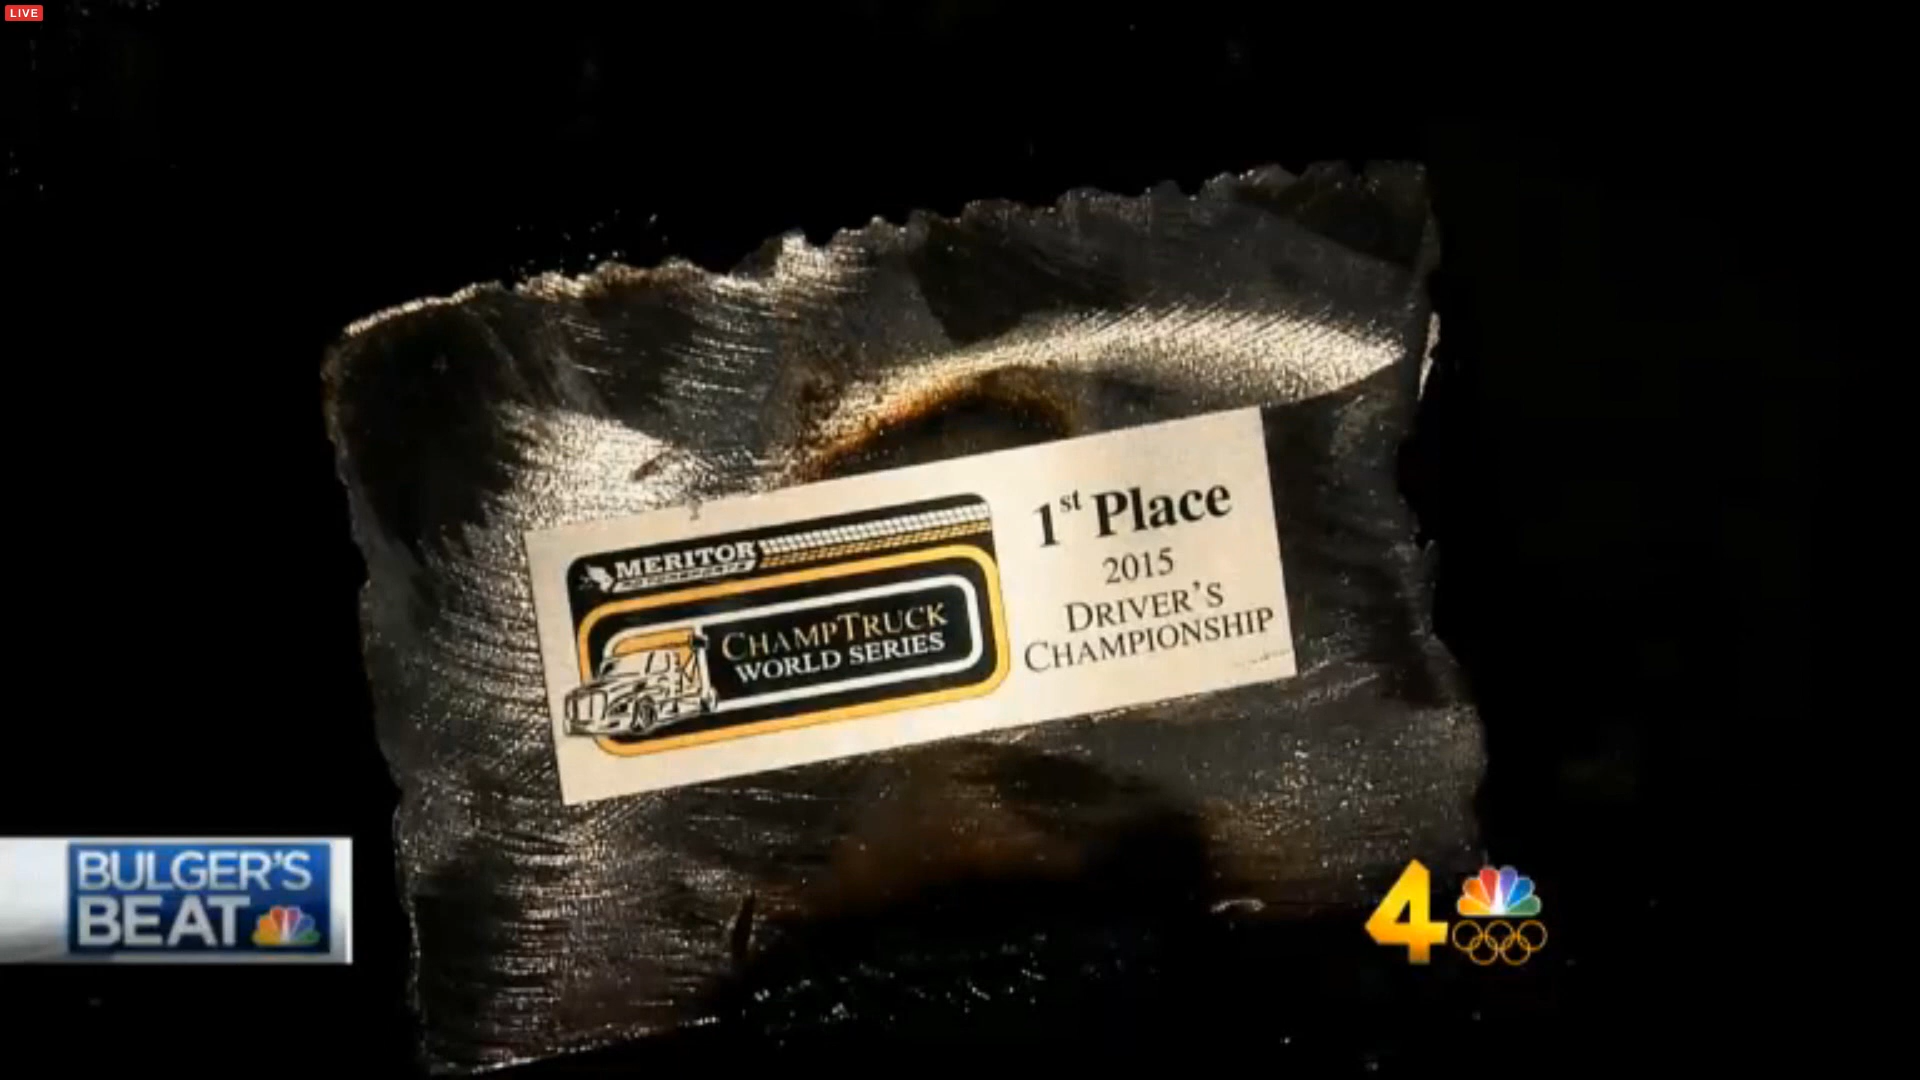 LIVE
MERITOR
CHAMPTRUCK
WORLD SERIES
1st Place
2015
DRIVER'S
CHAMPIONSHIP
BULGER'S
BEAT
4